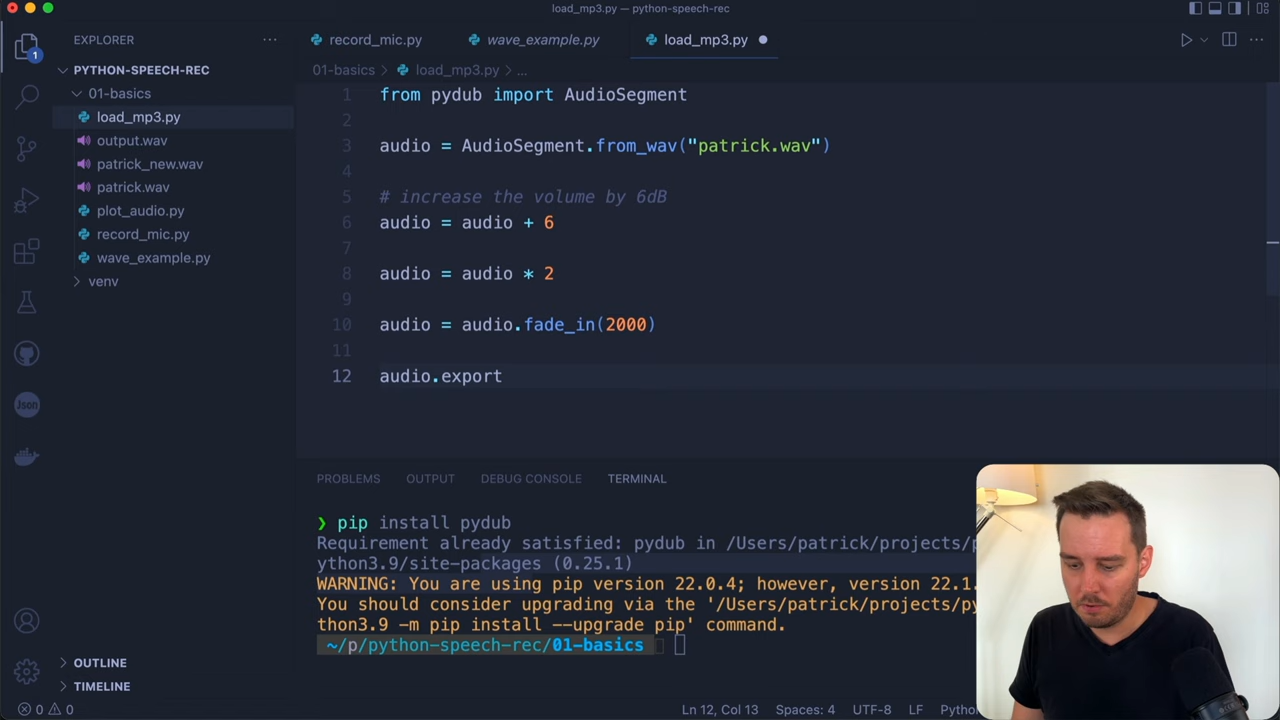 load_mp3.py — python-speech-rec
EXPLORER
record_mic.py
wave_example.py
load_mp3.py
1
PYTHON-SPEECH-REC
01-basics
load_mp3.py
output.wav
patrick_new.wav
patrick.wav
plot_audio.py
record_mic.py
wave_example.py
venv
Json
OUTLINE
TIMELINE
01-basics > load_mp3.py > ...
1 from pydub import AudioSegment
2
3 audio = AudioSegment.from_wav("patrick.wav")
4
5 # increase the volume by 6dB
6 audio = audio + 6
7
8 audio = audio * 2
9
10 audio = audio.fade_in(2000)
11
12 audio.export
PROBLEMS OUTPUT DEBUG CONSOLE TERMINAL
❯ pip install pydub
Requirement already satisfied: pydub in /Users/patrick/projects/p
ython3.9/site-packages (0.25.1)
WARNING: You are using pip version 22.0.4; however, version 22.1.
You should consider upgrading via the '/Users/patrick/projects/py
thon3.9 -m pip install --upgrade pip' command.
~/p/python-speech-rec/01-basics
0 0
Ln 12, Col 13 Spaces: 4 UTF-8 LF Python